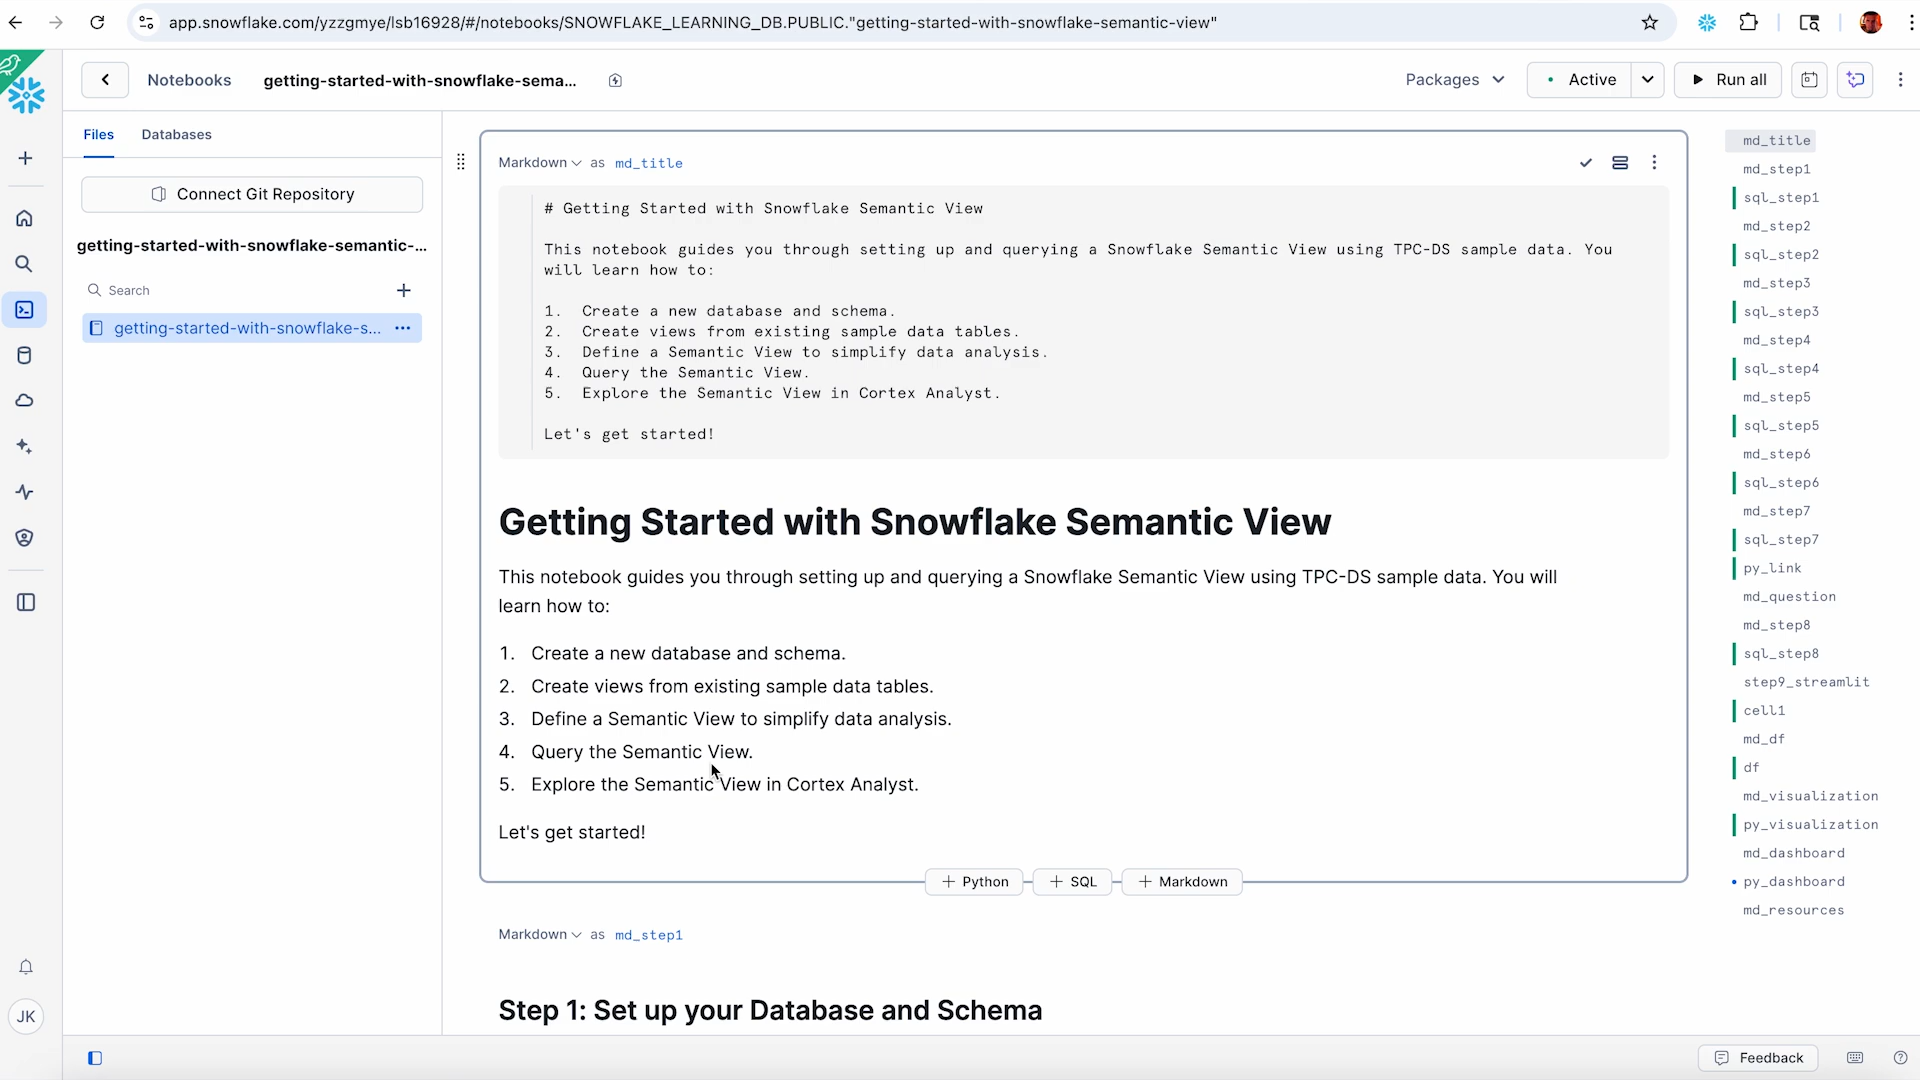 app.snowflake.com/yzzgmye/lsb16928/#/notebooks/SNOWFLAKE_LEARNING_DB.PUBLIC."getting-started-with-snowflake-semantic-view"
Notebooks
getting-started-with-snowflake-sema...
Packages
Active
Run all
Files
Databases
Connect Git Repository
getting-started-with-snowflake-semantic-...
Search
getting-started-with-snowflake-s...
JK
Markdown as md_title
# Getting Started with Snowflake Semantic View
This notebook guides you through setting up and querying a Snowflake Semantic View using TPC-DS sample data. You
will learn how to:
1. Create a new database and schema.
2. Create views from existing sample data tables.
3. Define a Semantic View to simplify data analysis.
4. Query the Semantic View.
5. Explore the Semantic View in Cortex Analyst.
Let's get started!
Getting Started with Snowflake Semantic View
This notebook guides you through setting up and querying a Snowflake Semantic View using TPC-DS sample data. You will
learn how to:
1. Create a new database and schema.
2. Create views from existing sample data tables.
3. Define a Semantic View to simplify data analysis.
4. Query the Semantic View.
5. Explore the Semantic View in Cortex Analyst.
Let's get started!
+ Python
+ SQL
+ Markdown
Markdown as md_step1
Step 1: Set up your Database and Schema
md_title
md_step1
sql_step1
md_step2
sql_step2
md_step3
sql_step3
md_step4
sql_step4
md_step5
sql_step5
md_step6
sql_step6
md_step7
sql_step7
py_link
md_question
md_step8
sql_step8
step9_streamlit
cell1
md_df
df
md_visualization
py_visualization
md_dashboard
py_dashboard
md_resources
Feedback